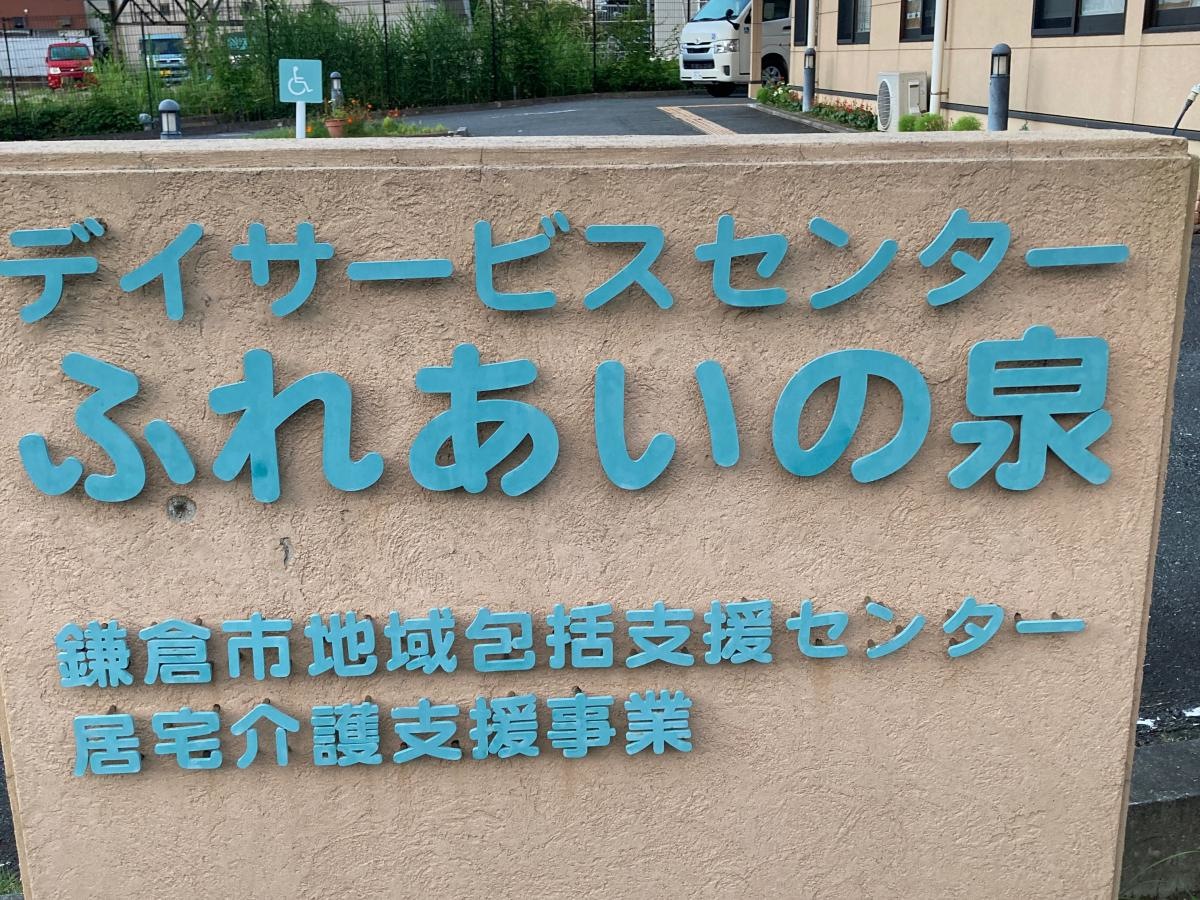 デイサービスセンター
ふれあいの泉
鎌倉市地域包括支援センター
居宅介護支援事業